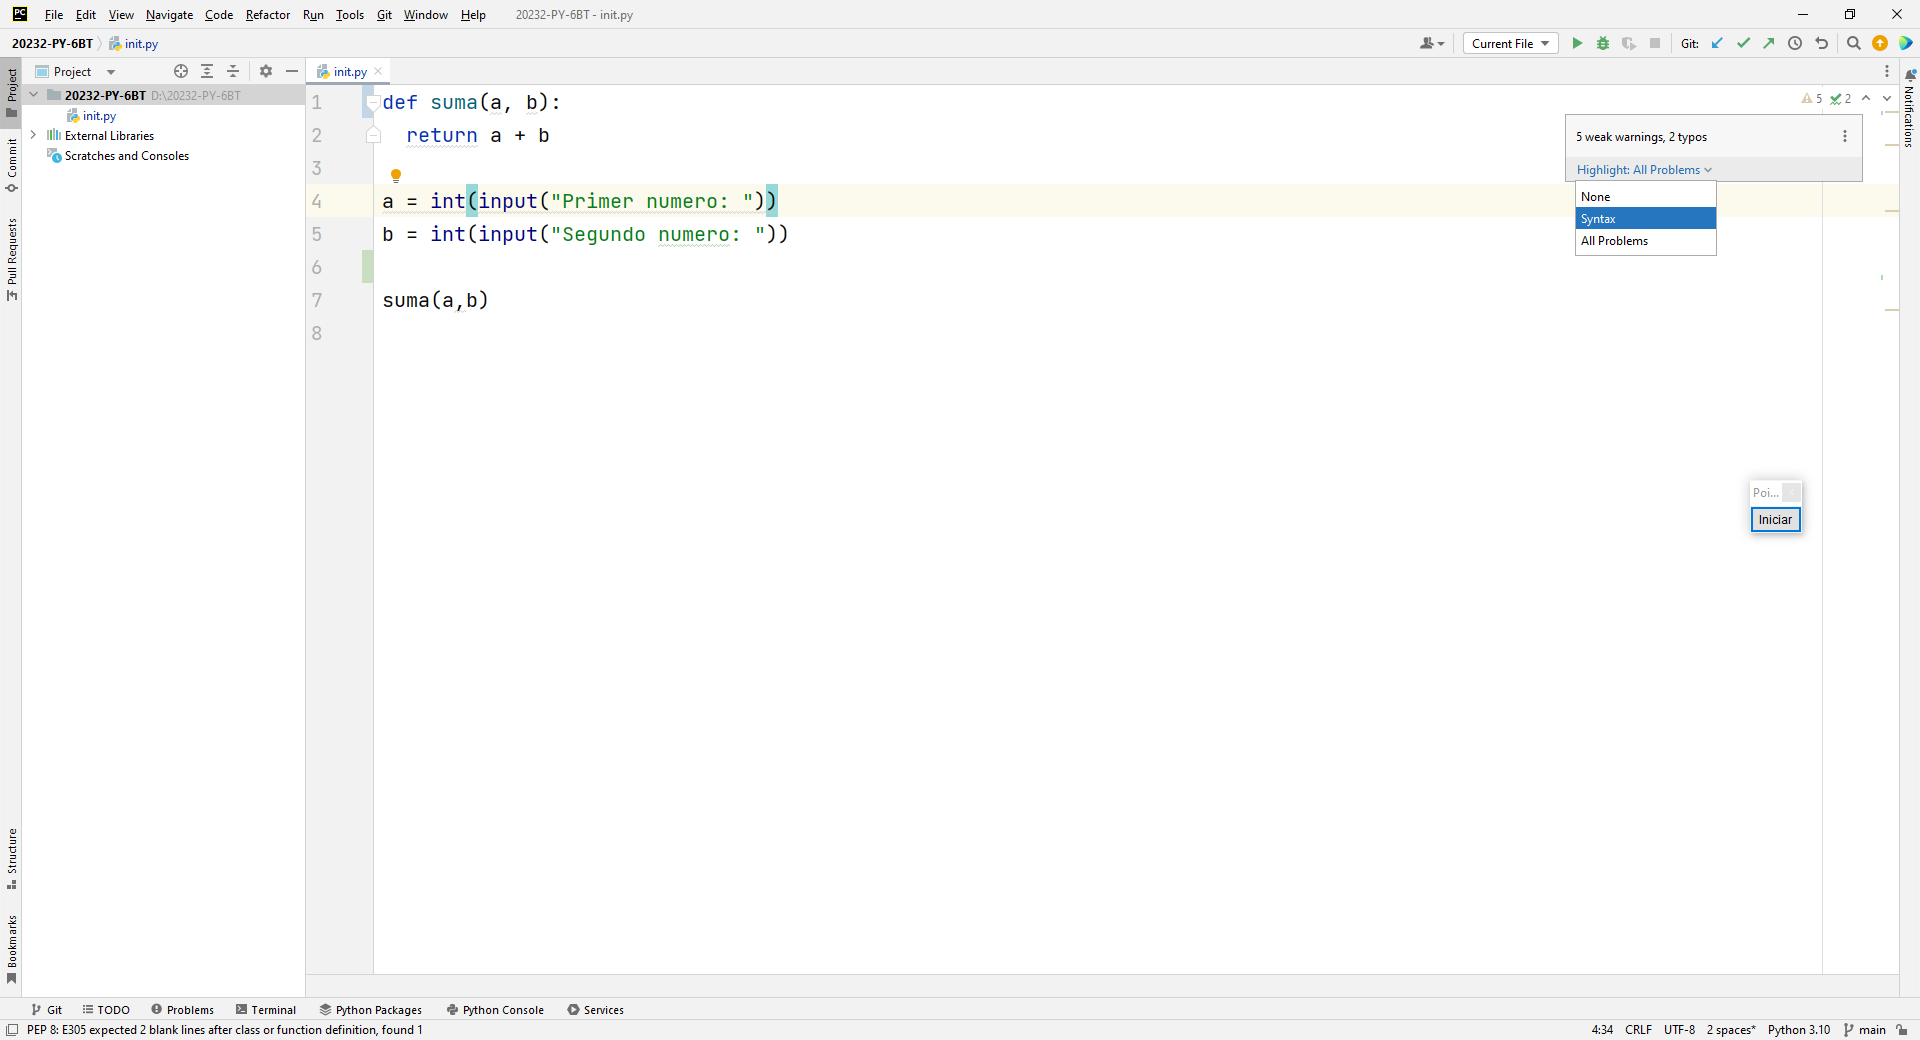 PC File Edit View Navigate Code Refactor Run Tools Git Window Help 20232-PY-6BT - init.py
20232-PY-6BT init.py Current File Git:
Project init.py
20232-PY-6BT D:\20232-PY-6BT
init.py
External Libraries
Scratches and Consoles
Project
Commit
Pull Requests
Structure
Bookmarks
1 def suma(a, b):
2 return a + b
3
4 a = int(input("Primer numero: "))
5 b = int(input("Segundo numero: "))
6
7 suma(a,b)
8
5 2
5 weak warnings, 2 typos
Highlight: All Problems
None
Syntax
All Problems
Notifications
Poi...
Iniciar
Git TODO Problems Terminal Python Packages Python Console Services
PEP 8: E305 expected 2 blank lines after class or function definition, found 1 4:34 CRLF UTF-8 2 spaces* Python 3.10 main